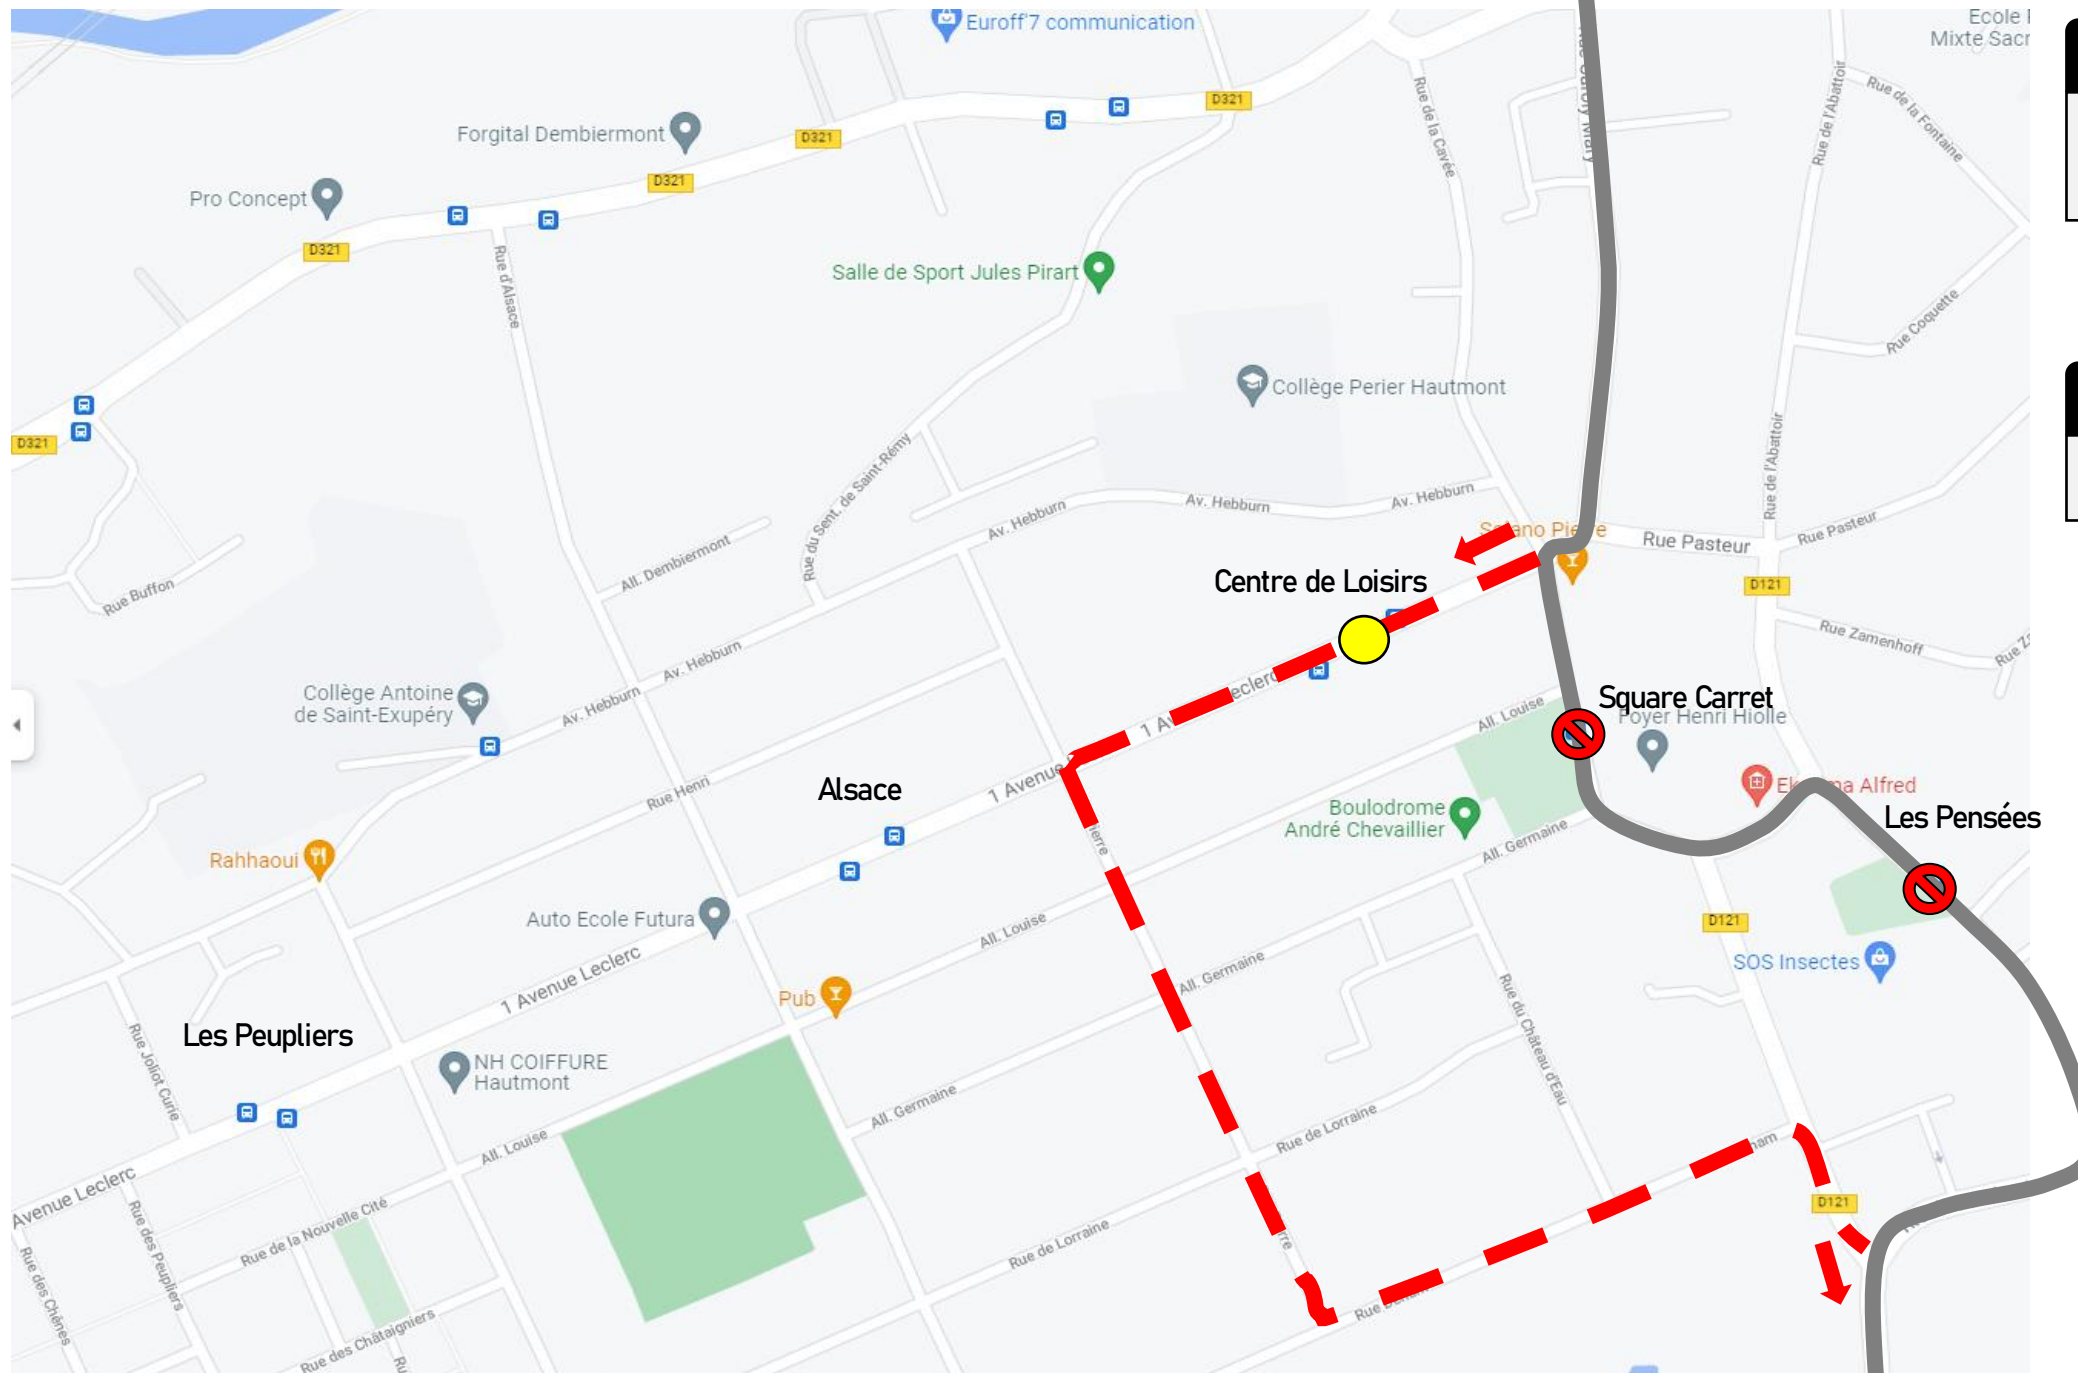 Euroff'7 communication
Mixte Sacr
D321
D321
D321
D321
D321
Forgital Dembiermont
Pro Concept
Rue d'Alsace
Rue de la Cavée
Rue de l'Abattoir
Rue de la Fontaine
Salle de Sport Jules Pirart
Rue Coquette
Collège Perier Hautmont
Rue du Sent. de Saint-Rémy
Av. Hebburn
Av. Hebburn
Av. Hebburn
Rue de l'Abattoir
Rue Pasteur
Rue Pasteur
All. Dembiermont
Rue Buffon
Centre de Loisirs
D121
Rue Zamenhoff
Av. Hebburn
Av. Hebburn
Collège Antoine
de Saint-Exupéry
Square Carret
Foyer Henri Hiolle
All. Louise
Rue Henri
Alsace
1 Avenue
Boulodrome
André Chevaillier
All. Germaine
Alfred
Les Pensées
Rahhaoui
Auto Ecole Futura
All. Louise
D121
SOS Insectes
1 Avenue Leclerc
Pub
All. Germaine
Rue du Château d'Eau
Les Peupliers
Rue Joliot Curie
NH COIFFURE
Hautmont
All. Germaine
All. Louise
Rue de Lorraine
Avenue Leclerc
Rue des Peupliers
Rue de la Nouvelle Cité
Rue de Lorraine
D121
Rue des Chênes
Rue des Châtaigniers